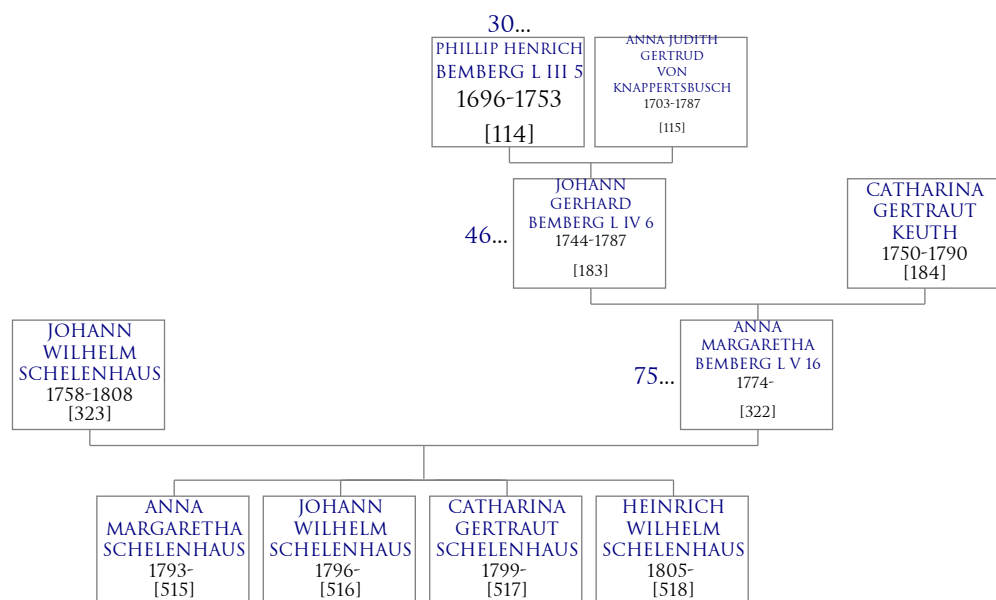 30...
PHILLIP HENRICH
BEMBERG L III 5
1696-1753
[114]
ANNA JUDITH
GERTRUD
VON
KNAPPERTSBUSCH
1703-1787
[115]
46...
JOHANN
GERHARD
BEMBERG L IV 6
1744-1787
[183]
CATHARINA
GERTRAUT
KEUTH
1750-1790
[184]
JOHANN
WILHELM
SCHELENHAUS
1758-1808
[323]
75...
ANNA
MARGARETHA
BEMBERG L V 16
1774-
[322]
ANNA
MARGARETHA
SCHELENHAUS
1793-
[515]
JOHANN
WILHELM
SCHELENHAUS
1796-
[516]
CATHARINA
GERTRAUT
SCHELENHAUS
1799-
[517]
HEINRICH
WILHELM
SCHELENHAUS
1805-
[518]